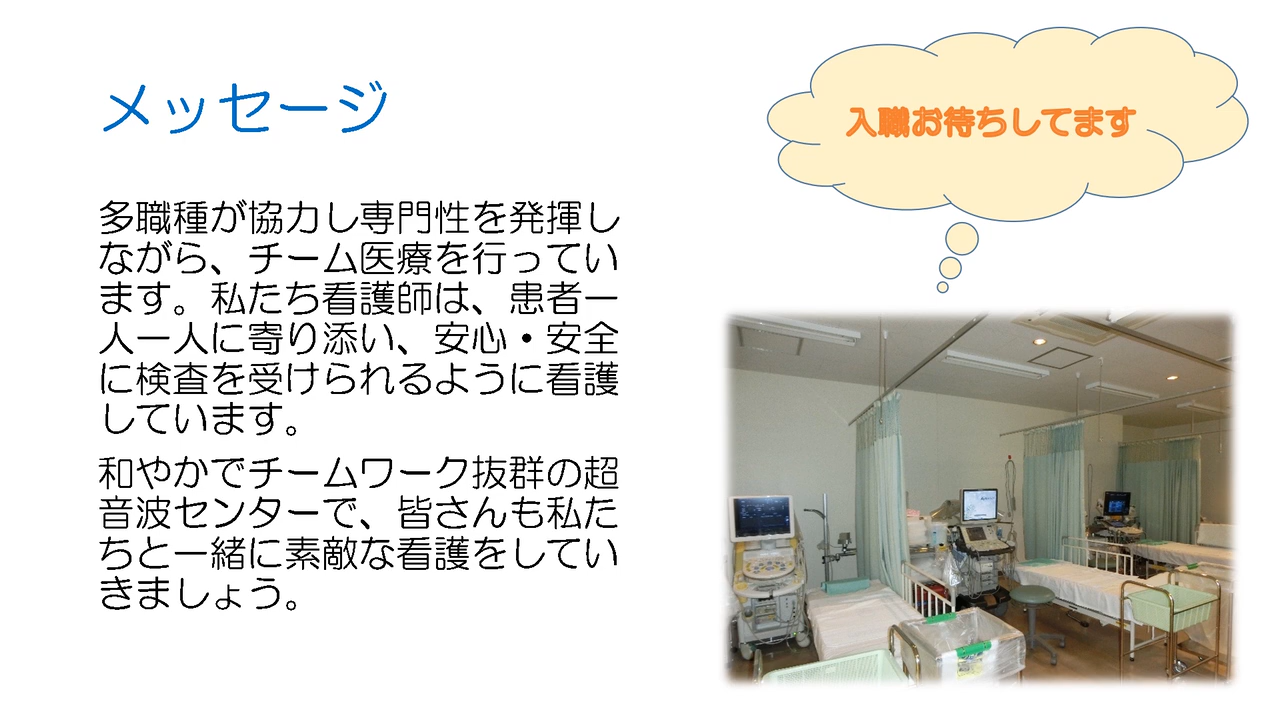 メッセージ
入職お待ちしてます
多職種が協力し専門性を発揮し
ながら、チーム医療を行ってい
ます。私たち看護師は、患者一
人一人に寄り添い、安心・安全
に検査を受けられるように看護
しています。
和やかでチームワーク抜群の超
音波センターで、皆さんも私た
ちと一緒に素敵な看護をしてい
きましょう。